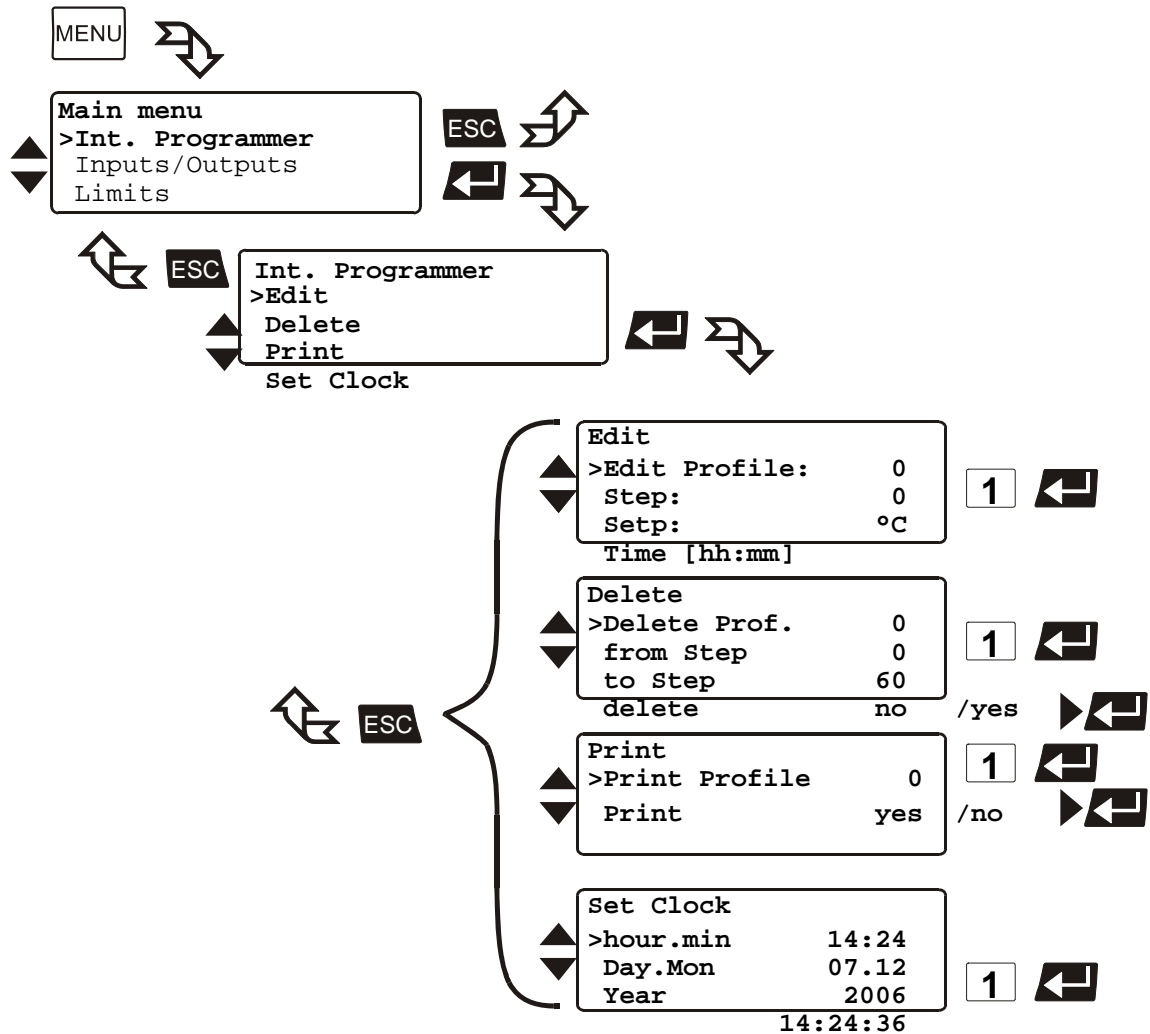 MENU
Main menu
>Int. Programmer
Inputs/Outputs
Limits
ESC
ESC
Int. Programmer
>Edit
Delete
Print
Set Clock
Edit
>Edit Profile: 0
Step: 0
Setp: °C
Time [hh:mm]
1
Delete
>Delete Prof. 0
from Step 0
to Step 60
delete no /yes
1
ESC
Print
>Print Profile 0
Print yes /no
1
Set Clock
>hour.min 14:24
Day.Mon 07.12
Year 2006
14:24:36
1